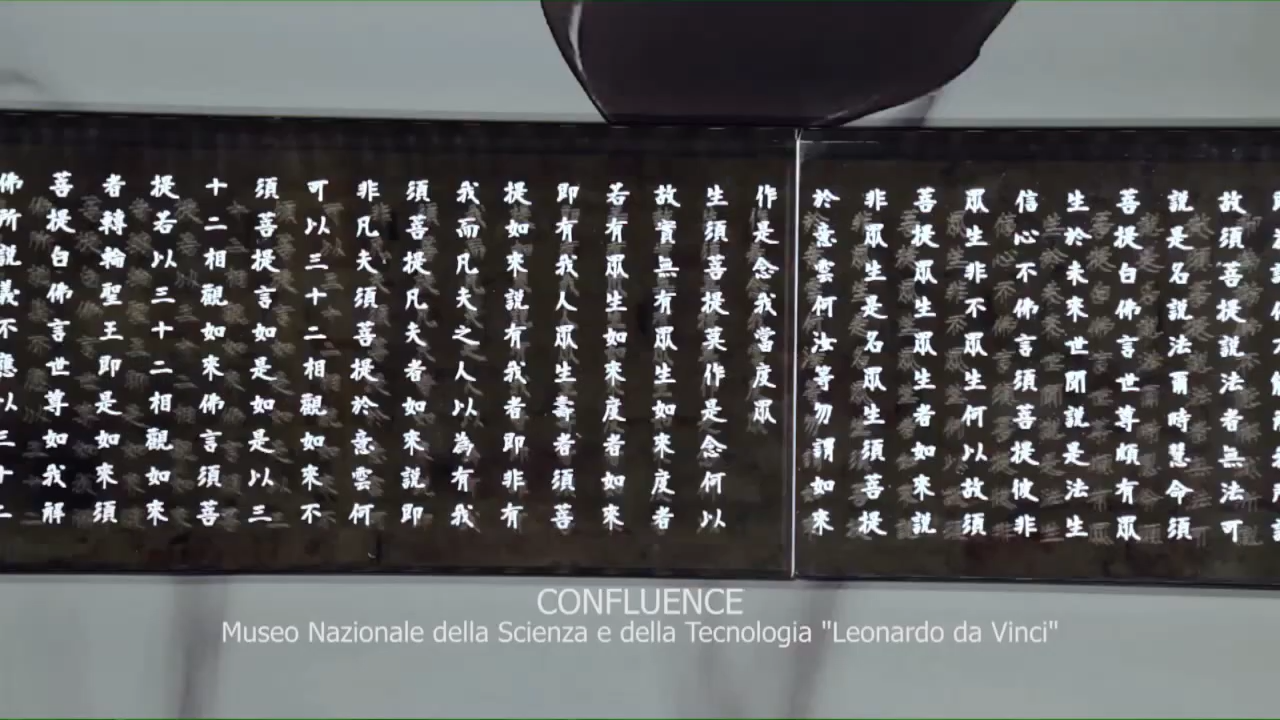 故須菩提說法者無法可
說是名說法爾時慧命須
菩提白佛言世尊頗有眾
生於未來世聞說是法生
信心不佛言須菩提彼非
眾生非不眾生何以故須
菩提眾生眾生者如來說
非眾生是名眾生須菩提
於意雲何汝等勿謂如來
作是念我當度眾
生須菩提莫作是念何以
故實無有眾生如來度者
若有眾生如來度者如來
即有我人眾生壽者須菩
提如來說有我者即非有
我而凡夫之人以為有我
須菩提凡夫者如來說即
非凡夫須菩提於意雲何
可以三十二相觀如來不
須菩提言如是如是以三
十二相觀如來佛言須菩
提若以三十二相觀如來
者轉輪聖王即是如來須
菩提白佛言世尊如我解
佛所說義不應以三十二
CONFLUENCE
Museo Nazionale della Scienza e della Tecnologia "Leonardo da Vinci"